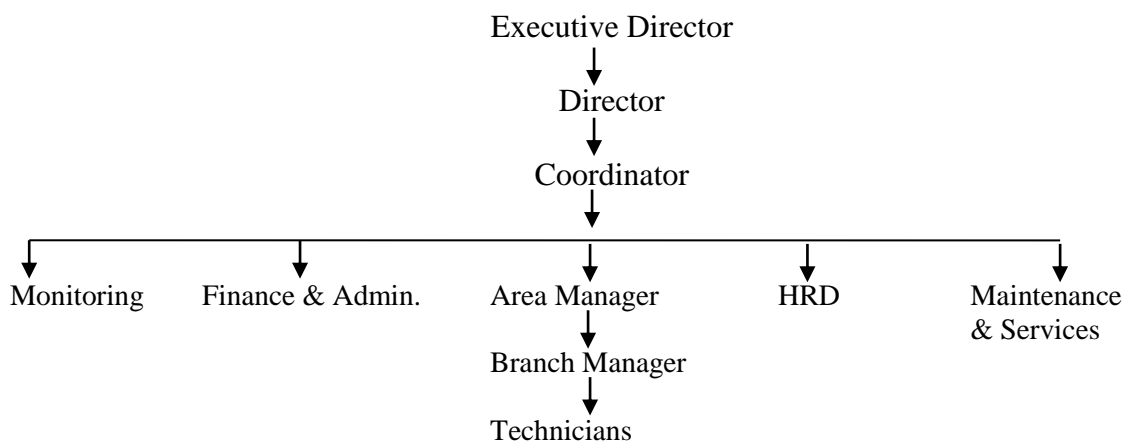 Executive Director
Director
Coordinator
Monitoring
Finance & Admin.
Area Manager
HRD
Maintenance
& Services
Branch Manager
Technicians